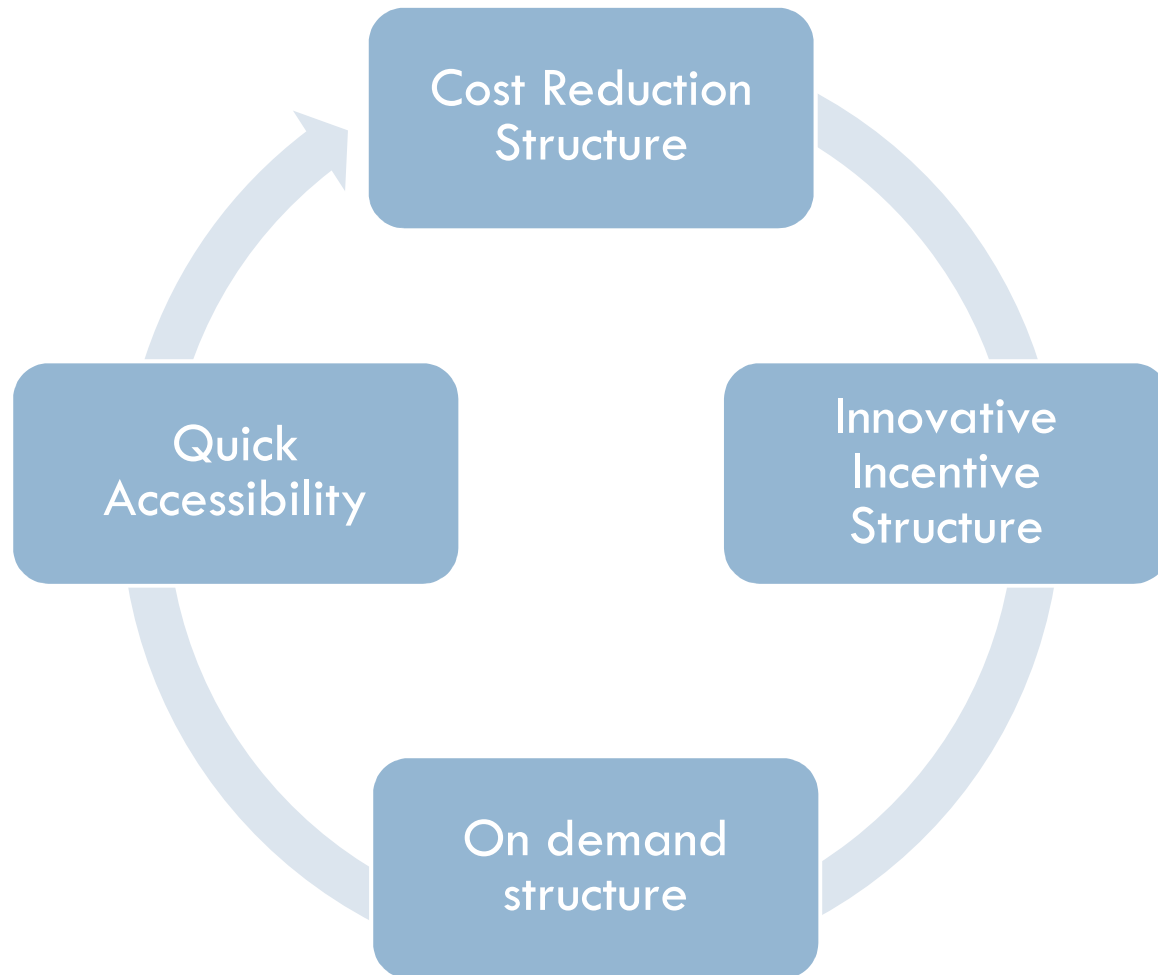 Cost Reduction
Structure
Innovative
Incentive
Structure
On demand
structure
Quick
Accessibility